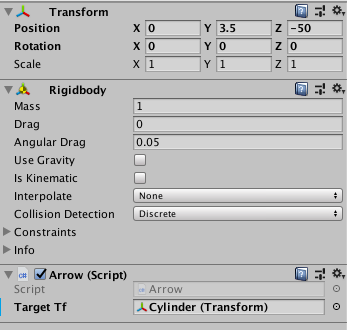 Transform
Position X 0 Y 3.5 Z -50
Rotation X 0 Y 0 Z 0
Scale X 1 Y 1 Z 1
Rigidbody
Mass 1
Drag 0
Angular Drag 0.05
Use Gravity
Is Kinematic
Interpolate None
Collision Detection Discrete
Constraints
Info
C# Arrow (Script)
Script Arrow
Target Tf Cylinder (Transform)